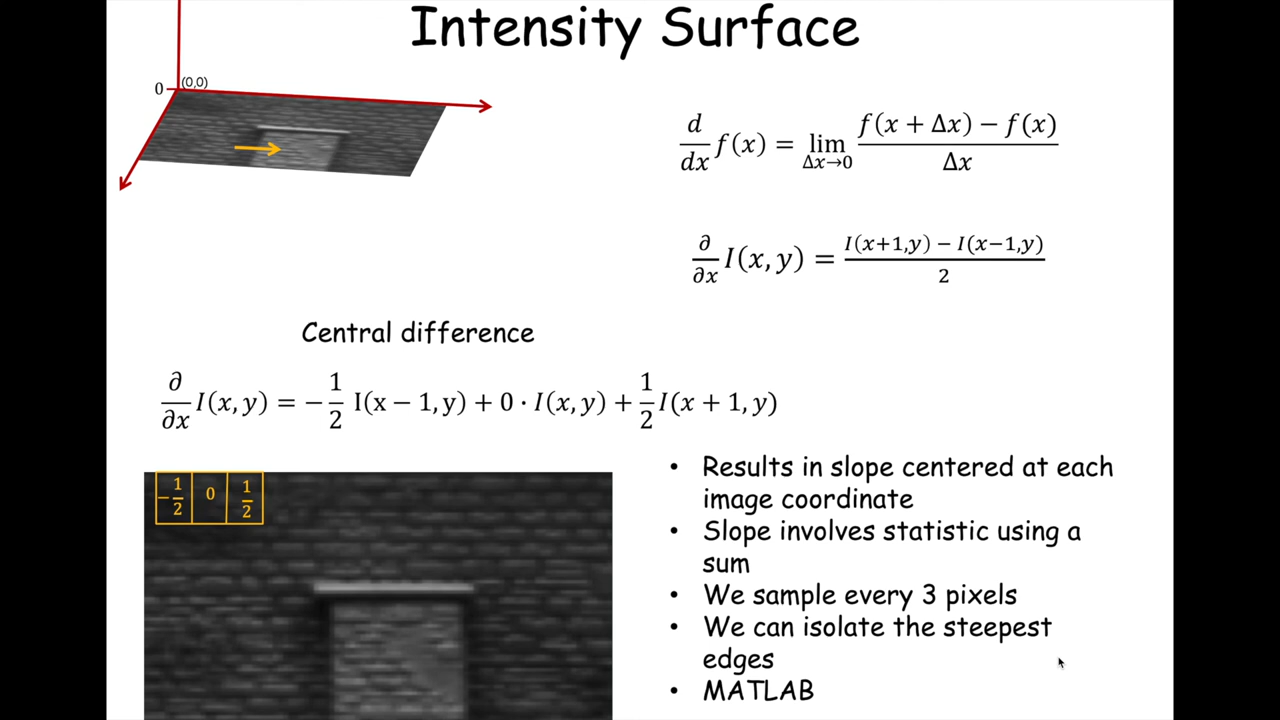 Intensity Surface
0
(0,0)
d/dx f(x) = lim Δx→0 f(x + Δx) − f(x) / Δx
∂/∂x I(x, y) = I(x+1,y) − I(x−1,y) / 2
Central difference
∂/∂x I(x, y) = − 1/2 I(x − 1, y) + 0 · I(x, y) + 1/2 I(x + 1, y)
−1/2 0 1/2
• Results in slope centered at each
image coordinate
• Slope involves statistic using a
sum
• We sample every 3 pixels
• We can isolate the steepest
edges
• MATLAB